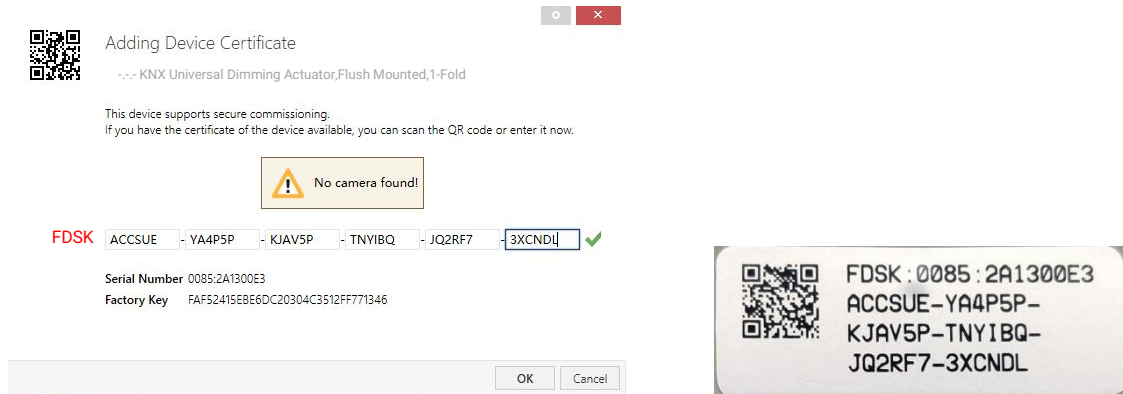 Adding Device Certificate
-.-.- KNX Universal Dimming Actuator,Flush Mounted,1-Fold
This device supports secure commissioning.
If you have the certificate of the device available, you can scan the QR code or enter it now.
No camera found!
FDSK ACCSUE - YA4P5P - KJAV5P - TNYIBQ - JQ2RF7 - 3XCNDL
Serial Number 0085:2A1300E3
Factory Key FAF52415EBE6DC20304C3512FF771346
OK Cancel
FDSK:0085:2A1300E3
ACCSUE-YA4P5P-
KJAV5P-TNYIBQ-
JQ2RF7-3XCNDL